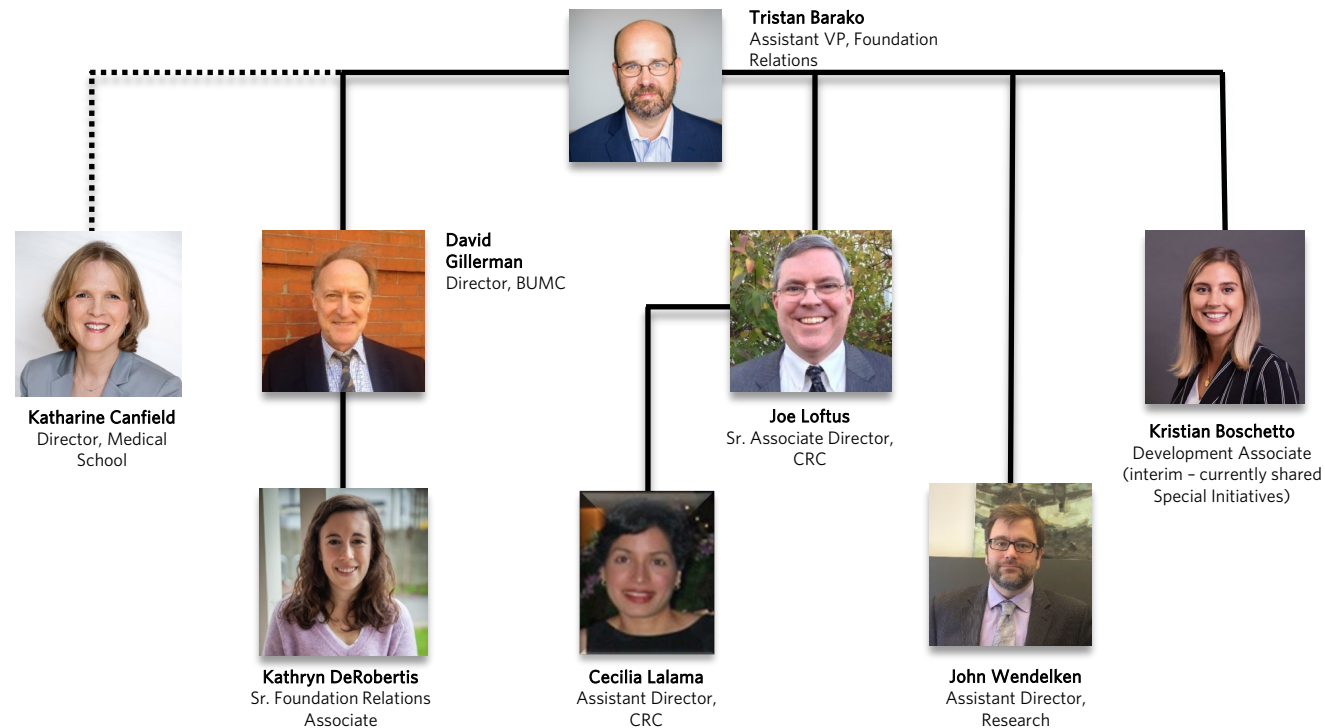 Tristan Barako
Assistant VP, Foundation
Relations
David
Gillerman
Director, BUMC
Katharine Canfield
Director, Medical
School
Joe Loftus
Sr. Associate Director,
CRC
Kristian Boschetto
Development Associate
(interim – currently shared
Special Initiatives)
Kathryn DeRobertis
Sr. Foundation Relations
Associate
Cecilia Lalama
Assistant Director,
CRC
John Wendelken
Assistant Director,
Research